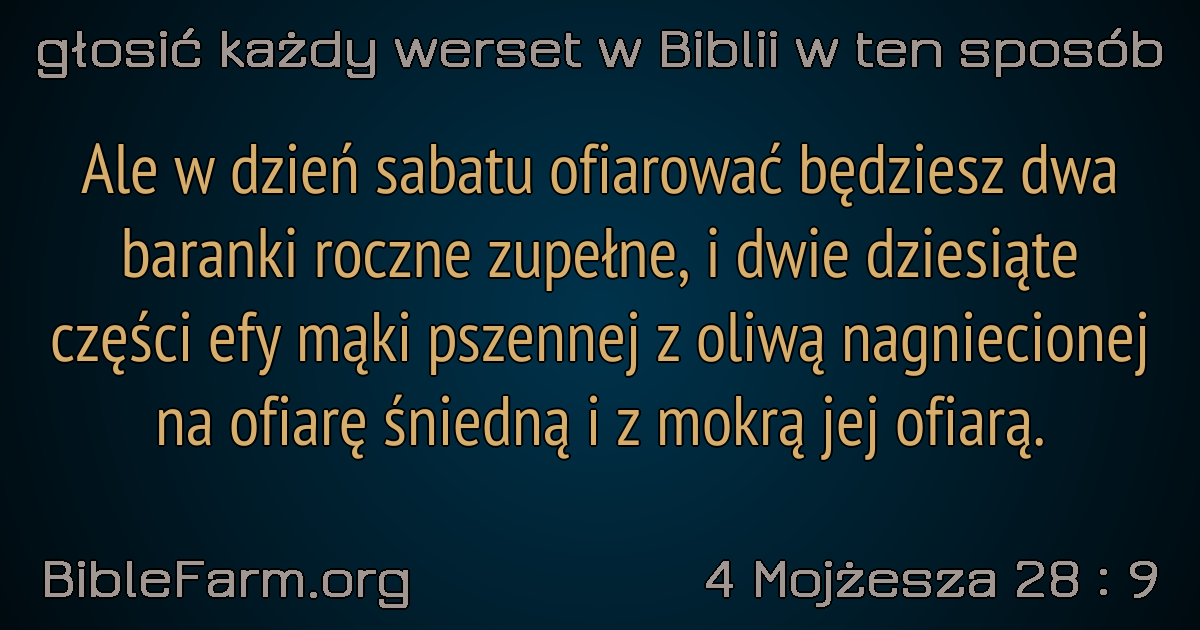 głosić każdy werset w Biblii w ten sposób
Ale w dzień sabatu ofiarować będziesz dwa
baranki roczne zupełne, i dwie dziesiąte
części efy mąki pszennej z oliwą nagniecionej
na ofiarę śniedną i z mokrą jej ofiarą.
BibleFarm.org
4 Mojżesza 28 : 9